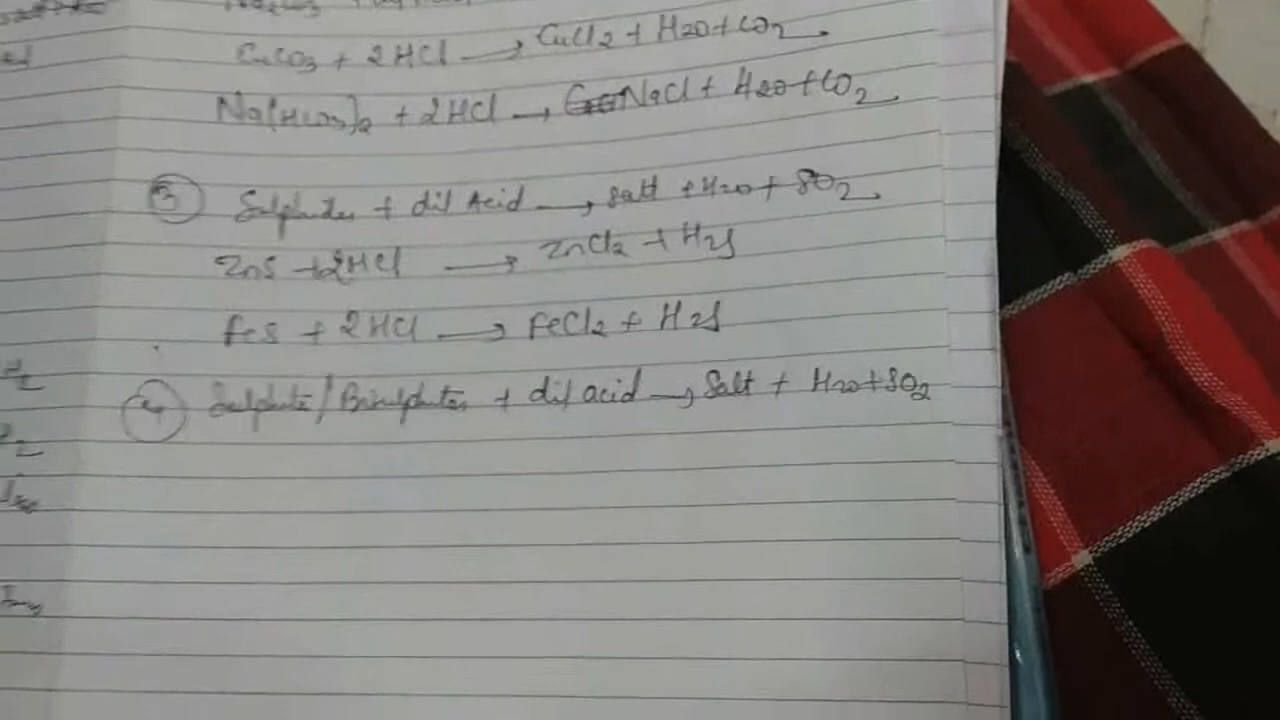 CuCO3 + 2HCl → CuCl2 + H2O + CO2.
Na(HCO3)2 + 2HCl → NaCl + H2O + CO2.
3 Sulphides + dil Acid → Salt + H2O + SO2.
ZnS + 2HCl → ZnCl2 + H2S
FeS + 2HCl → FeCl2 + H2S
4 Sulphite/Bisulphites + dil acid → Salt + H2O + SO2